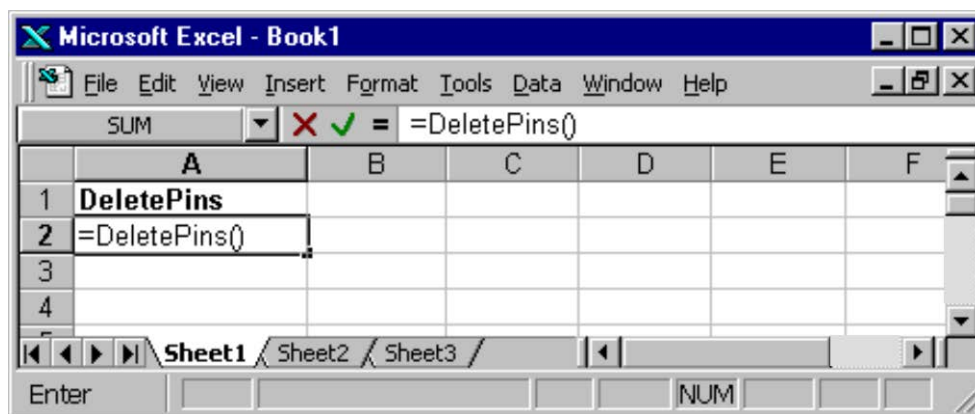 Microsoft Excel - Book1
File Edit View Insert Format Tools Data Window Help
SUM = =DeletePins()
A B C D E F
1 DeletePins
2 =DeletePins()
3
4
Sheet1 Sheet2 Sheet3
Enter NUM